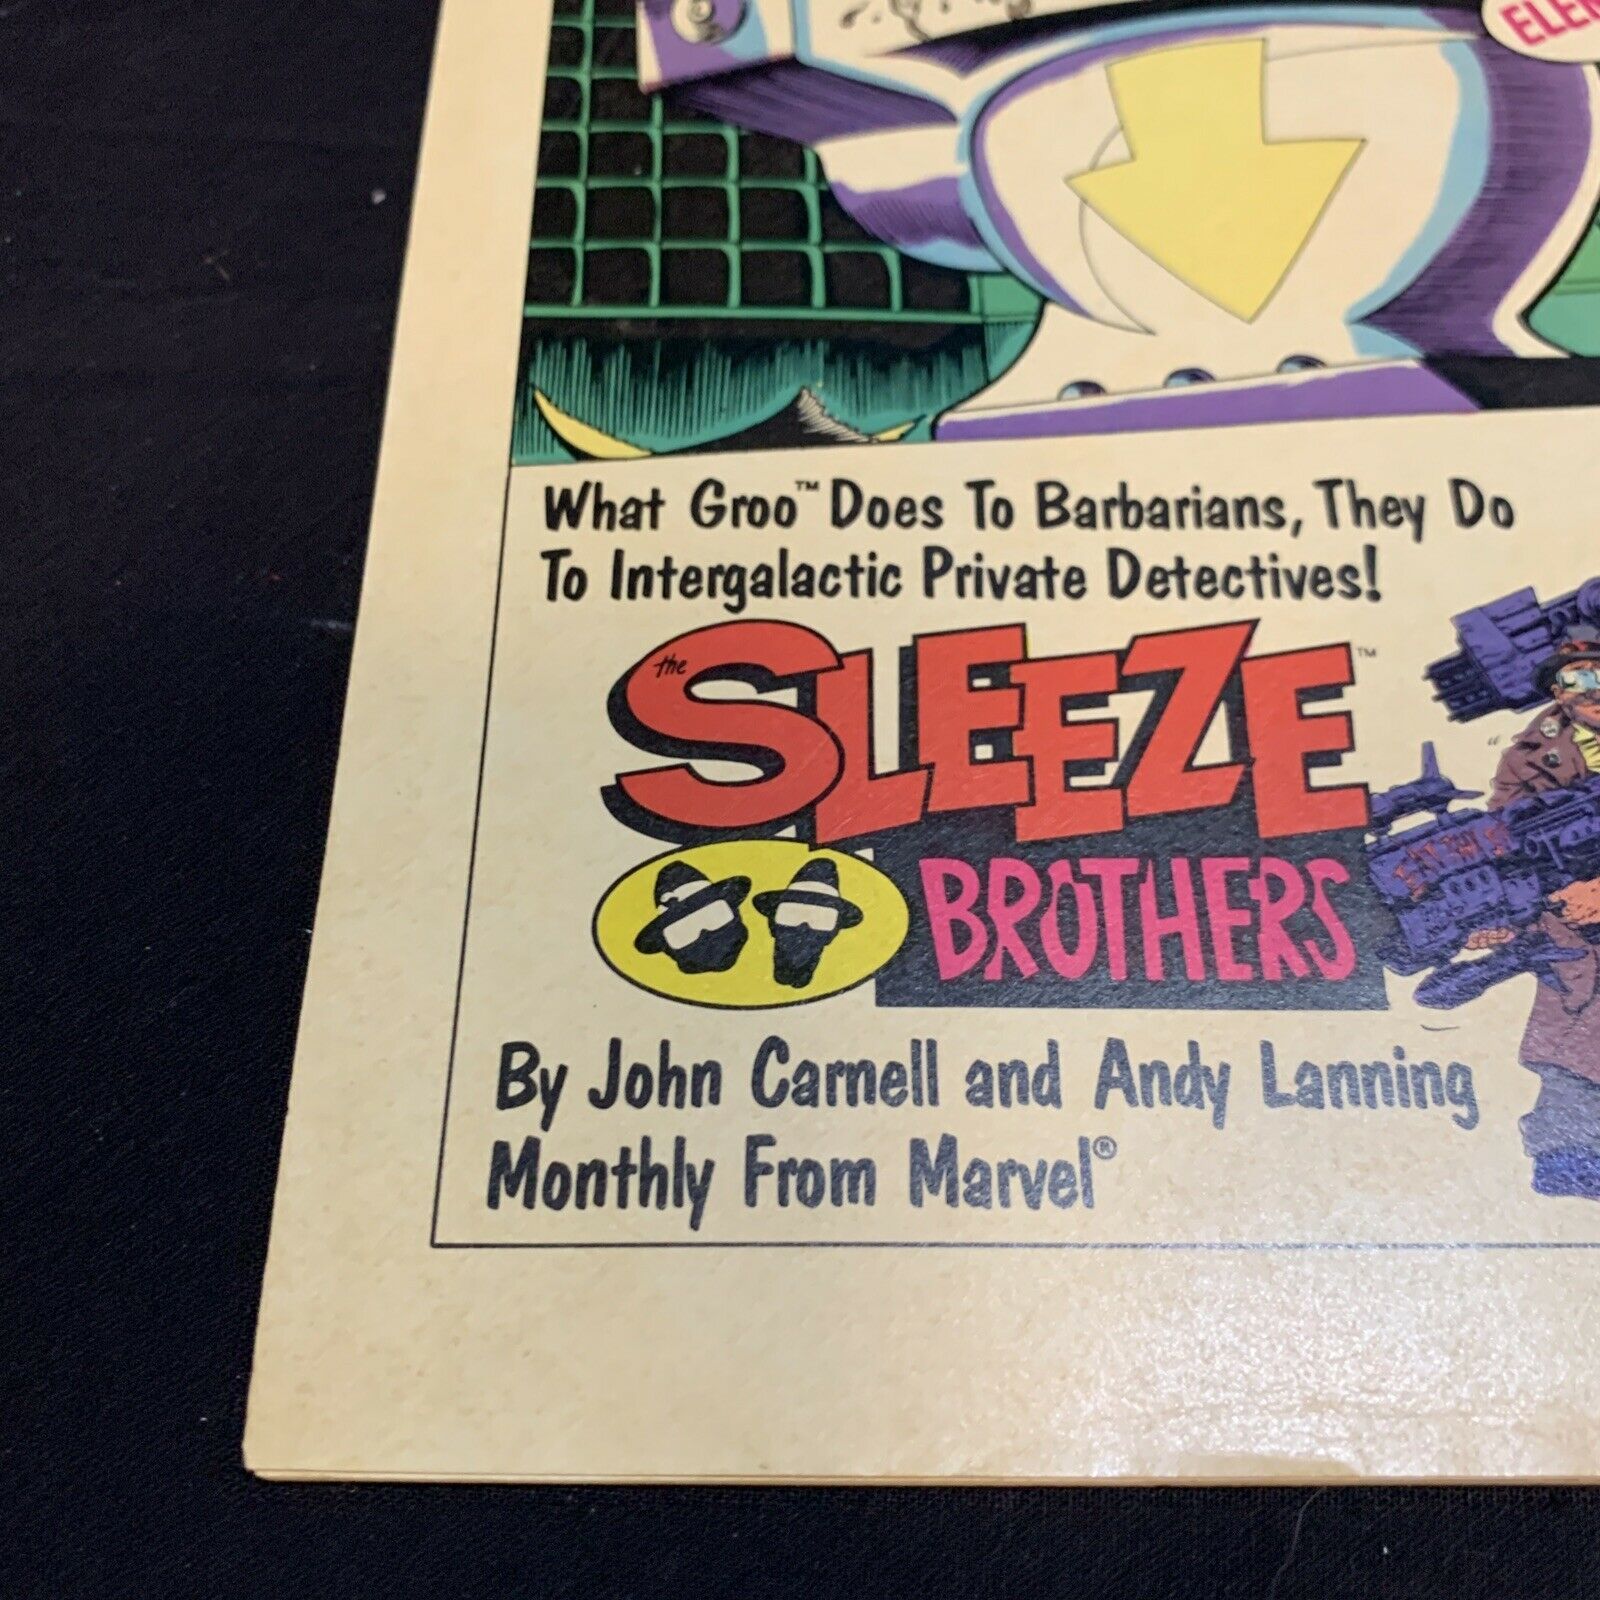 What Groo™ Does To Barbarians, They Do
To Intergalactic Private Detectives!
the SLEEZE™
BROTHERS
By John Carnell and Andy Lanning
Monthly From Marvel®